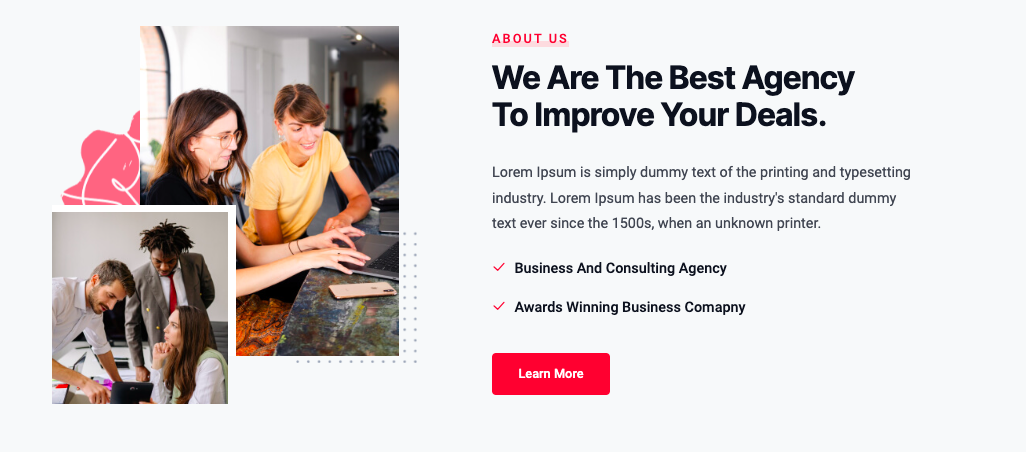 ABOUT US
We Are The Best Agency
To Improve Your Deals.
Lorem Ipsum is simply dummy text of the printing and typesetting
industry. Lorem Ipsum has been the industry's standard dummy
text ever since the 1500s, when an unknown printer.
Business And Consulting Agency
Awards Winning Business Comapny
Learn More